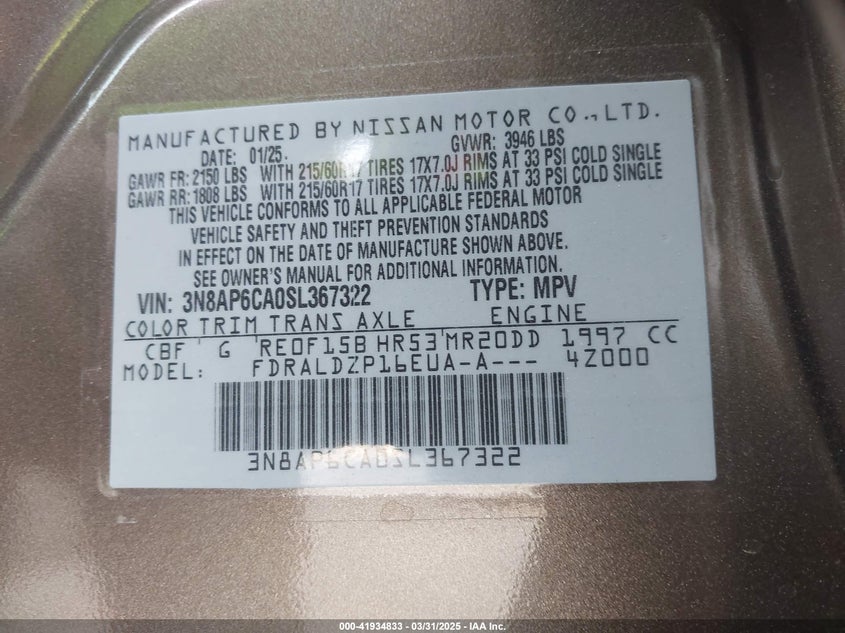 MANUFACTURED BY NISSAN MOTOR CO.,LTD.
DATE: 01/25. GVWR: 3946 LBS
GAWR FR: 2150 LBS WITH 215/60R17 TIRES 17X7.0J RIMS AT 33 PSI COLD SINGLE
GAWR RR: 1808 LBS WITH 215/60R17 TIRES 17X7.0J RIMS AT 33 PSI COLD SINGLE
THIS VEHICLE CONFORMS TO ALL APPLICABLE FEDERAL MOTOR
VEHICLE SAFETY AND THEFT PREVENTION STANDARDS
IN EFFECT ON THE DATE OF MANUFACTURE SHOWN ABOVE.
SEE OWNER'S MANUAL FOR ADDITIONAL INFORMATION.
VIN: 3N8AP6CA0SL367322 TYPE: MPV
COLOR TRIM TRANS AXLE ENGINE
CBF G RE0F15B HR53 MR20DD 1997 CC
MODEL: FDRALDZP16EUA-A--- 4Z000
3N8AP6CA0SL367322
000-41934833 — 03/31/2025 — IAA Inc.